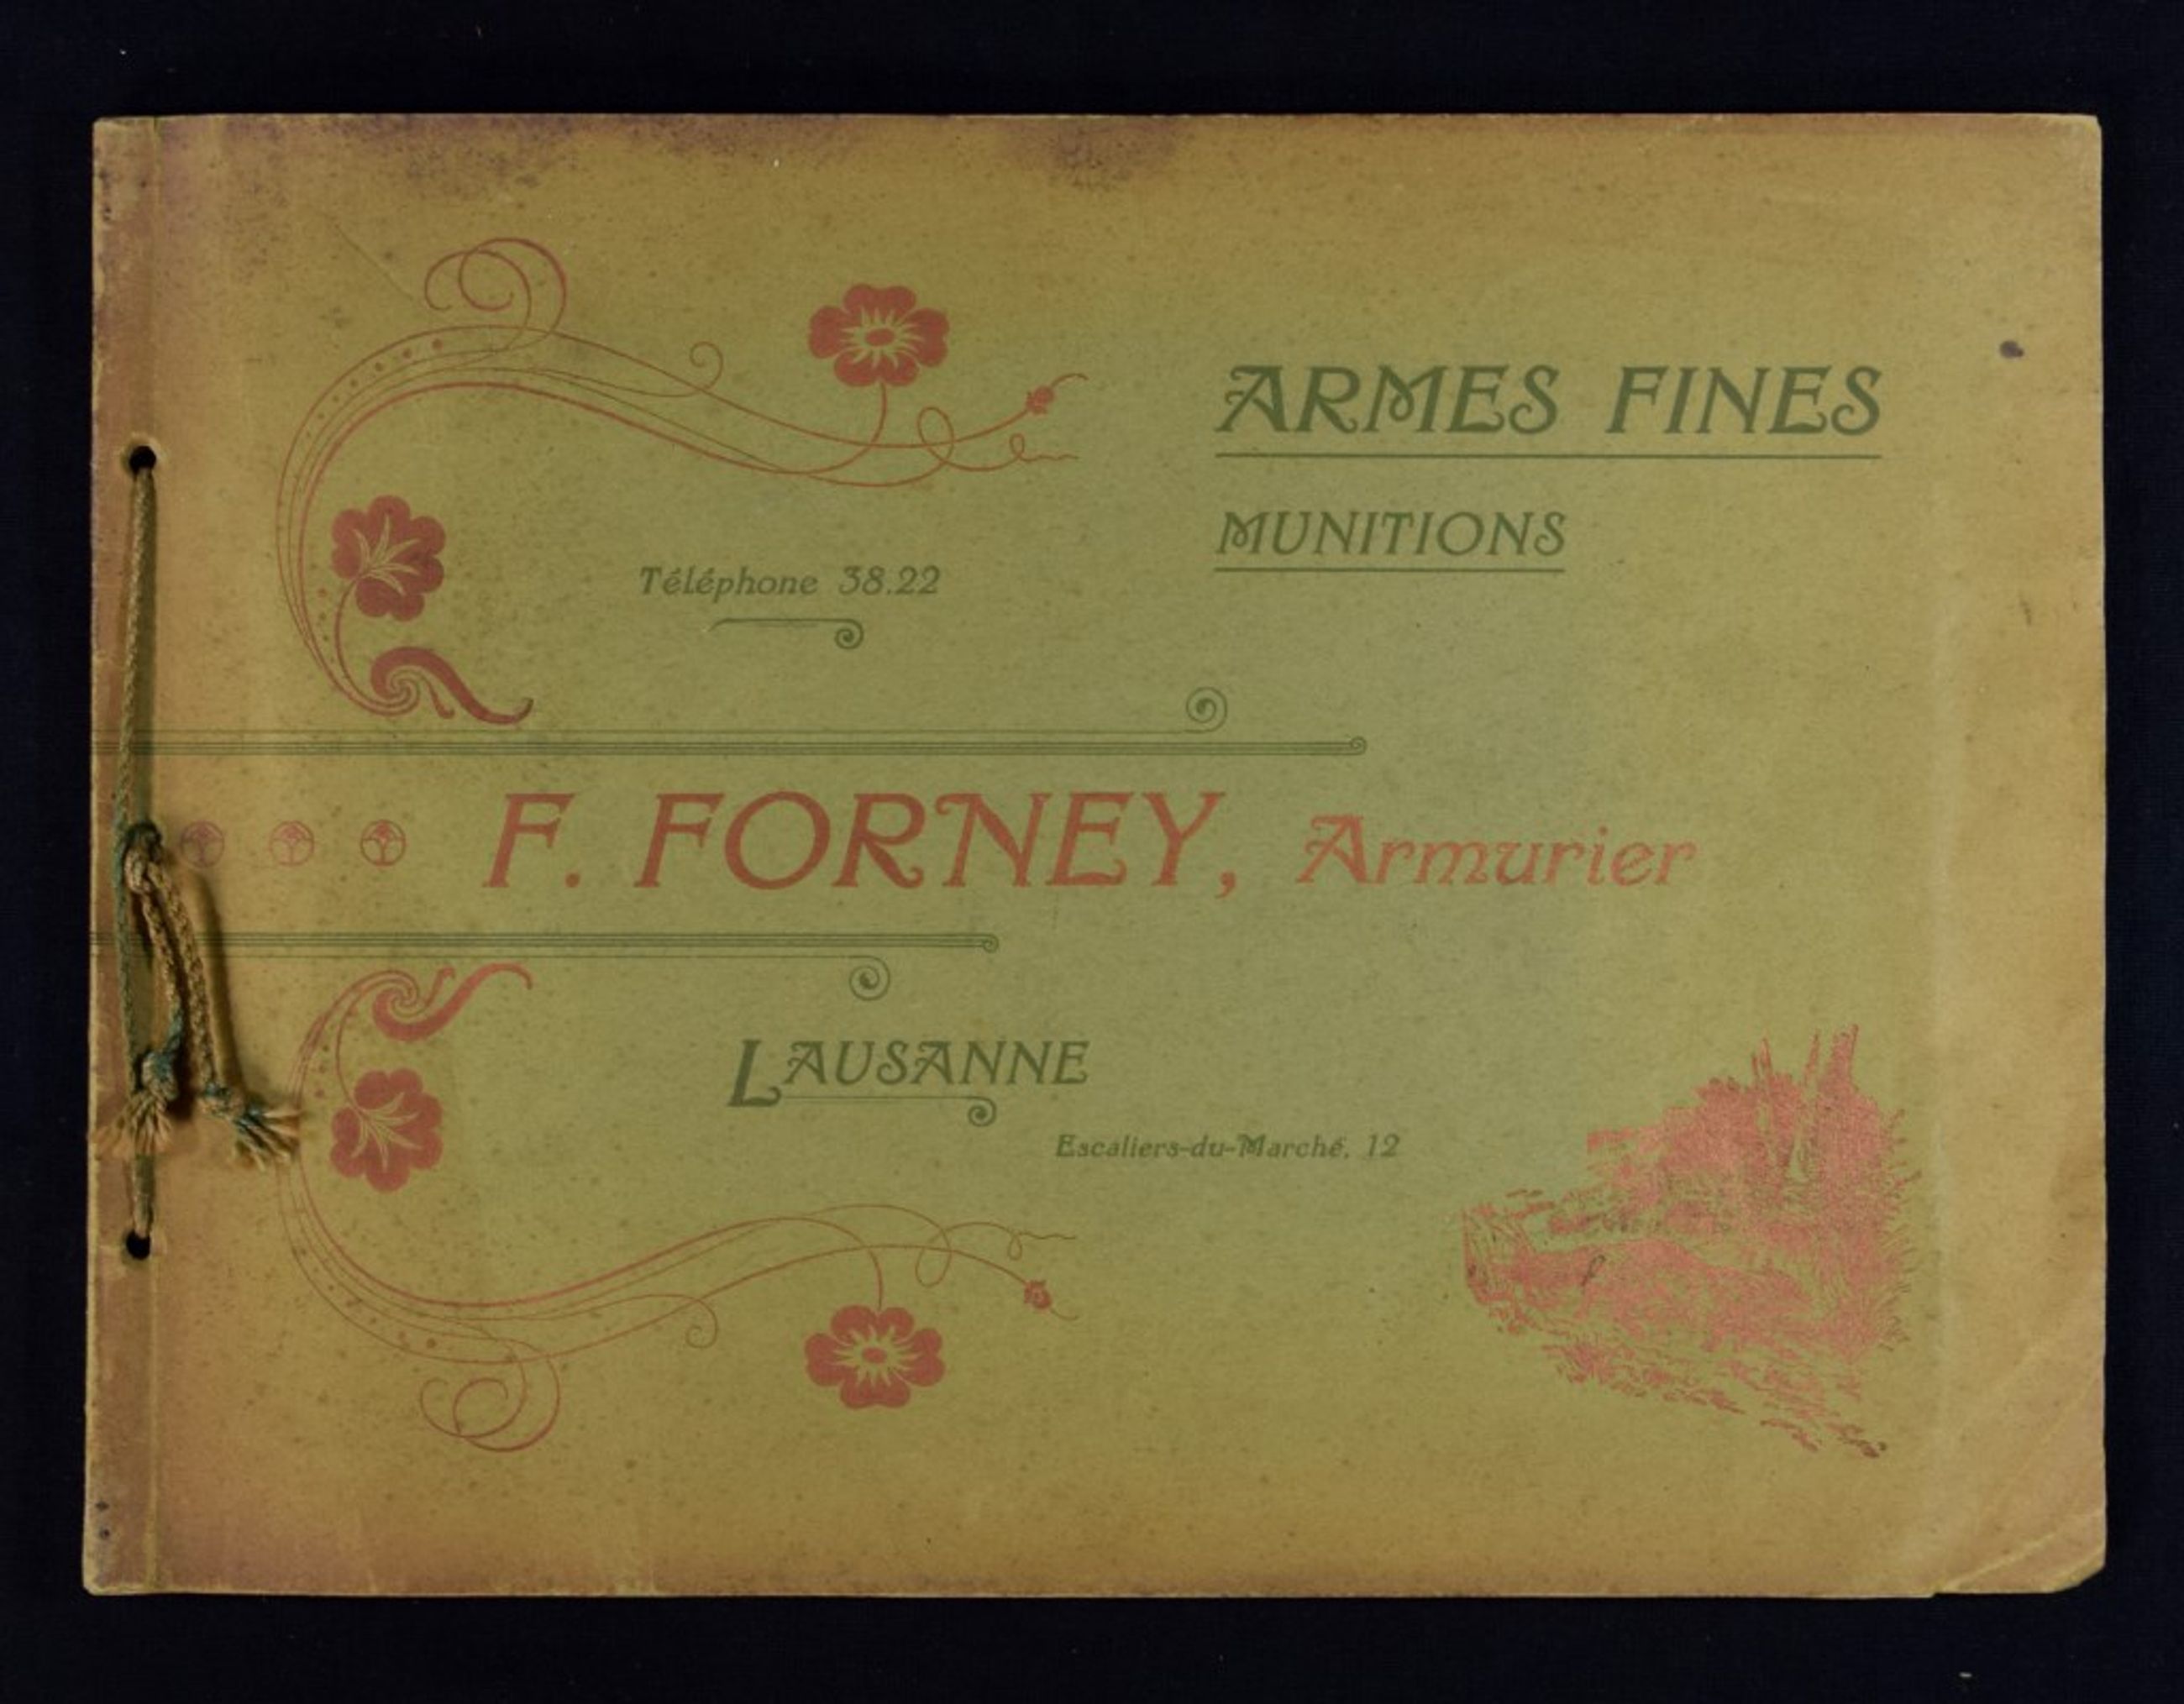 ARMES FINES
MUNITIONS
Téléphone 38.22
F. FORNEY, Armurier
LAUSANNE
Escaliers-du-Marché, 12